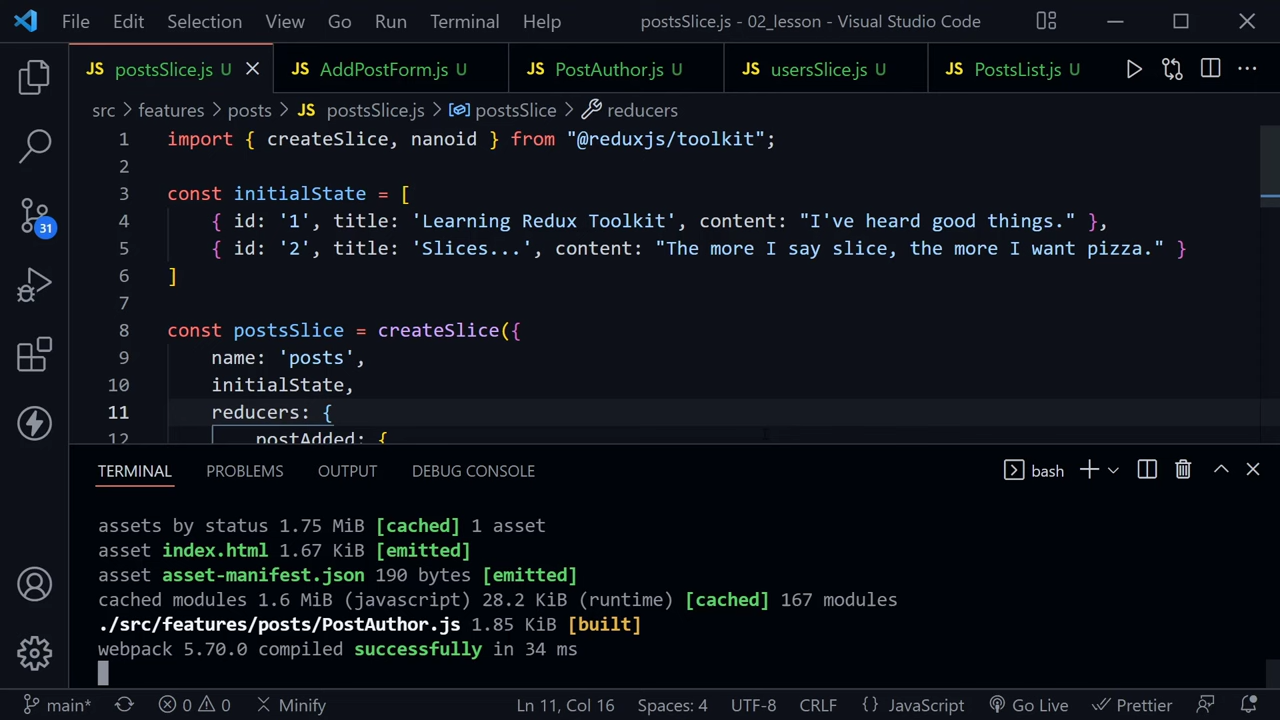 File Edit Selection View Go Run Terminal Help postsSlice.js - 02_lesson - Visual Studio Code
JS postsSlice.js U JS AddPostForm.js U JS PostAuthor.js U JS usersSlice.js U JS PostsList.js U
src > features > posts > JS postsSlice.js > postsSlice > reducers
1 import { createSlice, nanoid } from "@reduxjs/toolkit";
2
3 const initialState = [
4 { id: '1', title: 'Learning Redux Toolkit', content: "I've heard good things." },
5 { id: '2', title: 'Slices...', content: "The more I say slice, the more I want pizza." }
6 ]
7
8 const postsSlice = createSlice({
9 name: 'posts',
10 initialState,
11 reducers: {
12 postAdded: {
31
TERMINAL PROBLEMS OUTPUT DEBUG CONSOLE bash
assets by status 1.75 MiB [cached] 1 asset
asset index.html 1.67 KiB [emitted]
asset asset-manifest.json 190 bytes [emitted]
cached modules 1.6 MiB (javascript) 28.2 KiB (runtime) [cached] 167 modules
./src/features/posts/PostAuthor.js 1.85 KiB [built]
webpack 5.70.0 compiled successfully in 34 ms
main* 0 0 Minify Ln 11, Col 16 Spaces: 4 UTF-8 CRLF {} JavaScript Go Live Prettier